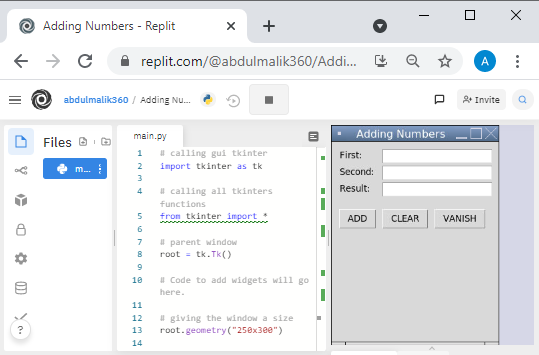 Adding Numbers - Replit
replit.com/@abdulmalik360/Addi...
A
abdulmalik360 / Adding Nu...
Invite
Files
m...
main.py
1 # calling gui tkinter
2 import tkinter as tk
3
4 # calling all tkinters
functions
5 from tkinter import *
6
7 # parent window
8 root = tk.Tk()
9
10 # Code to add widgets will go
here.
11
12 # giving the window a size
13 root.geometry("250x300")
14
?
Adding Numbers
First:
Second:
Result:
ADD CLEAR VANISH